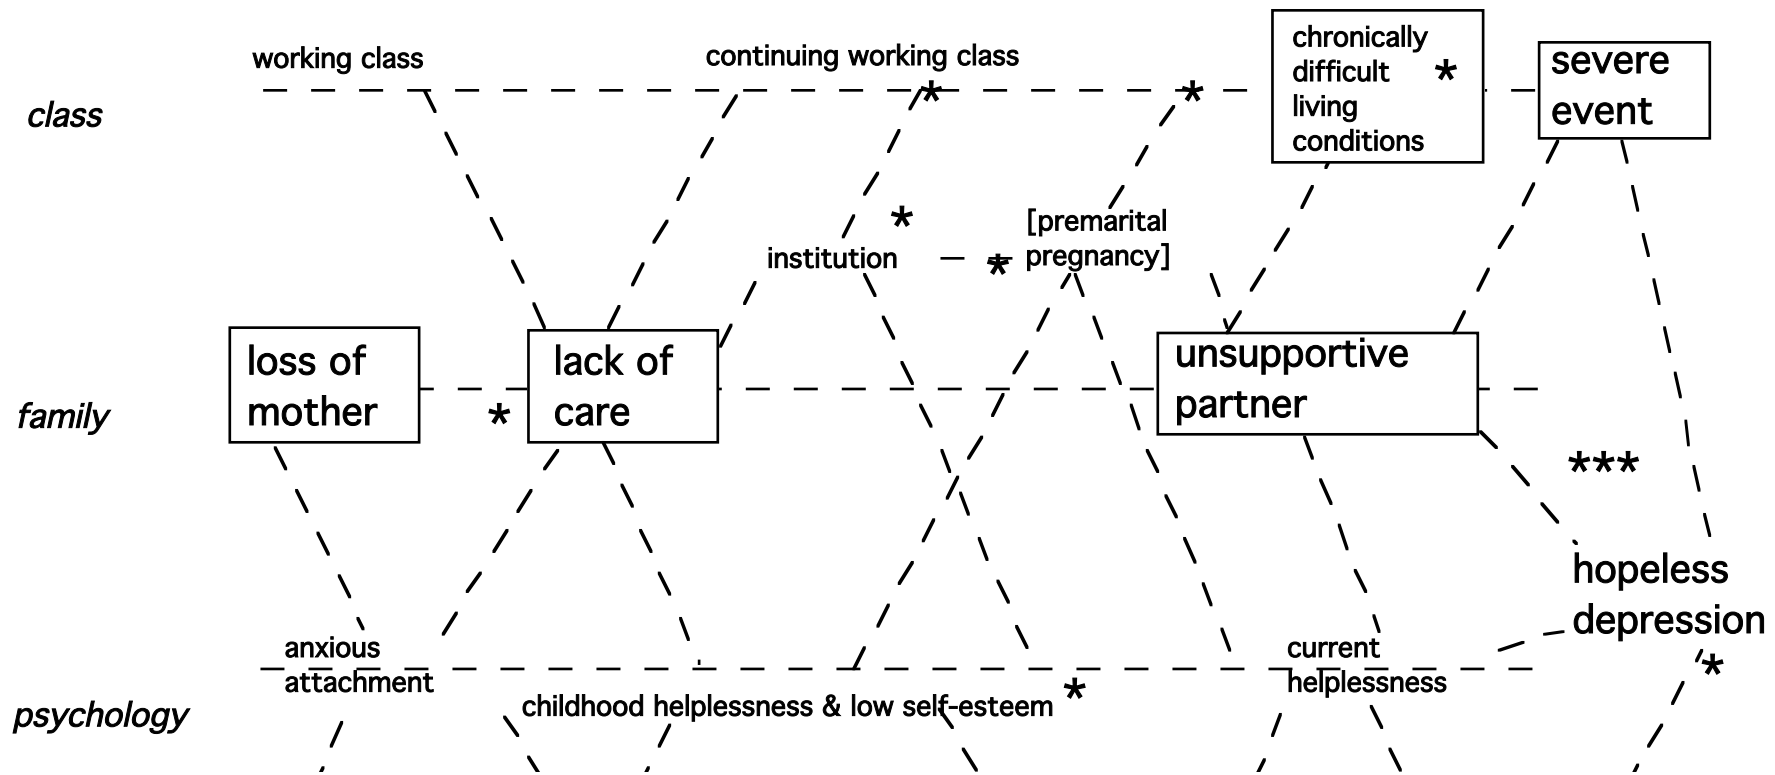 working class
continuing working class *
*
chronically
difficult *
living
conditions
severe
event
class
institution *
*
[premarital
pregnancy]
loss of
mother
*
lack of
care
unsupportive
partner
family
***
hopeless
depression
*
anxious
attachment
current
helplessness
childhood helplessness & low self-esteem *
psychology